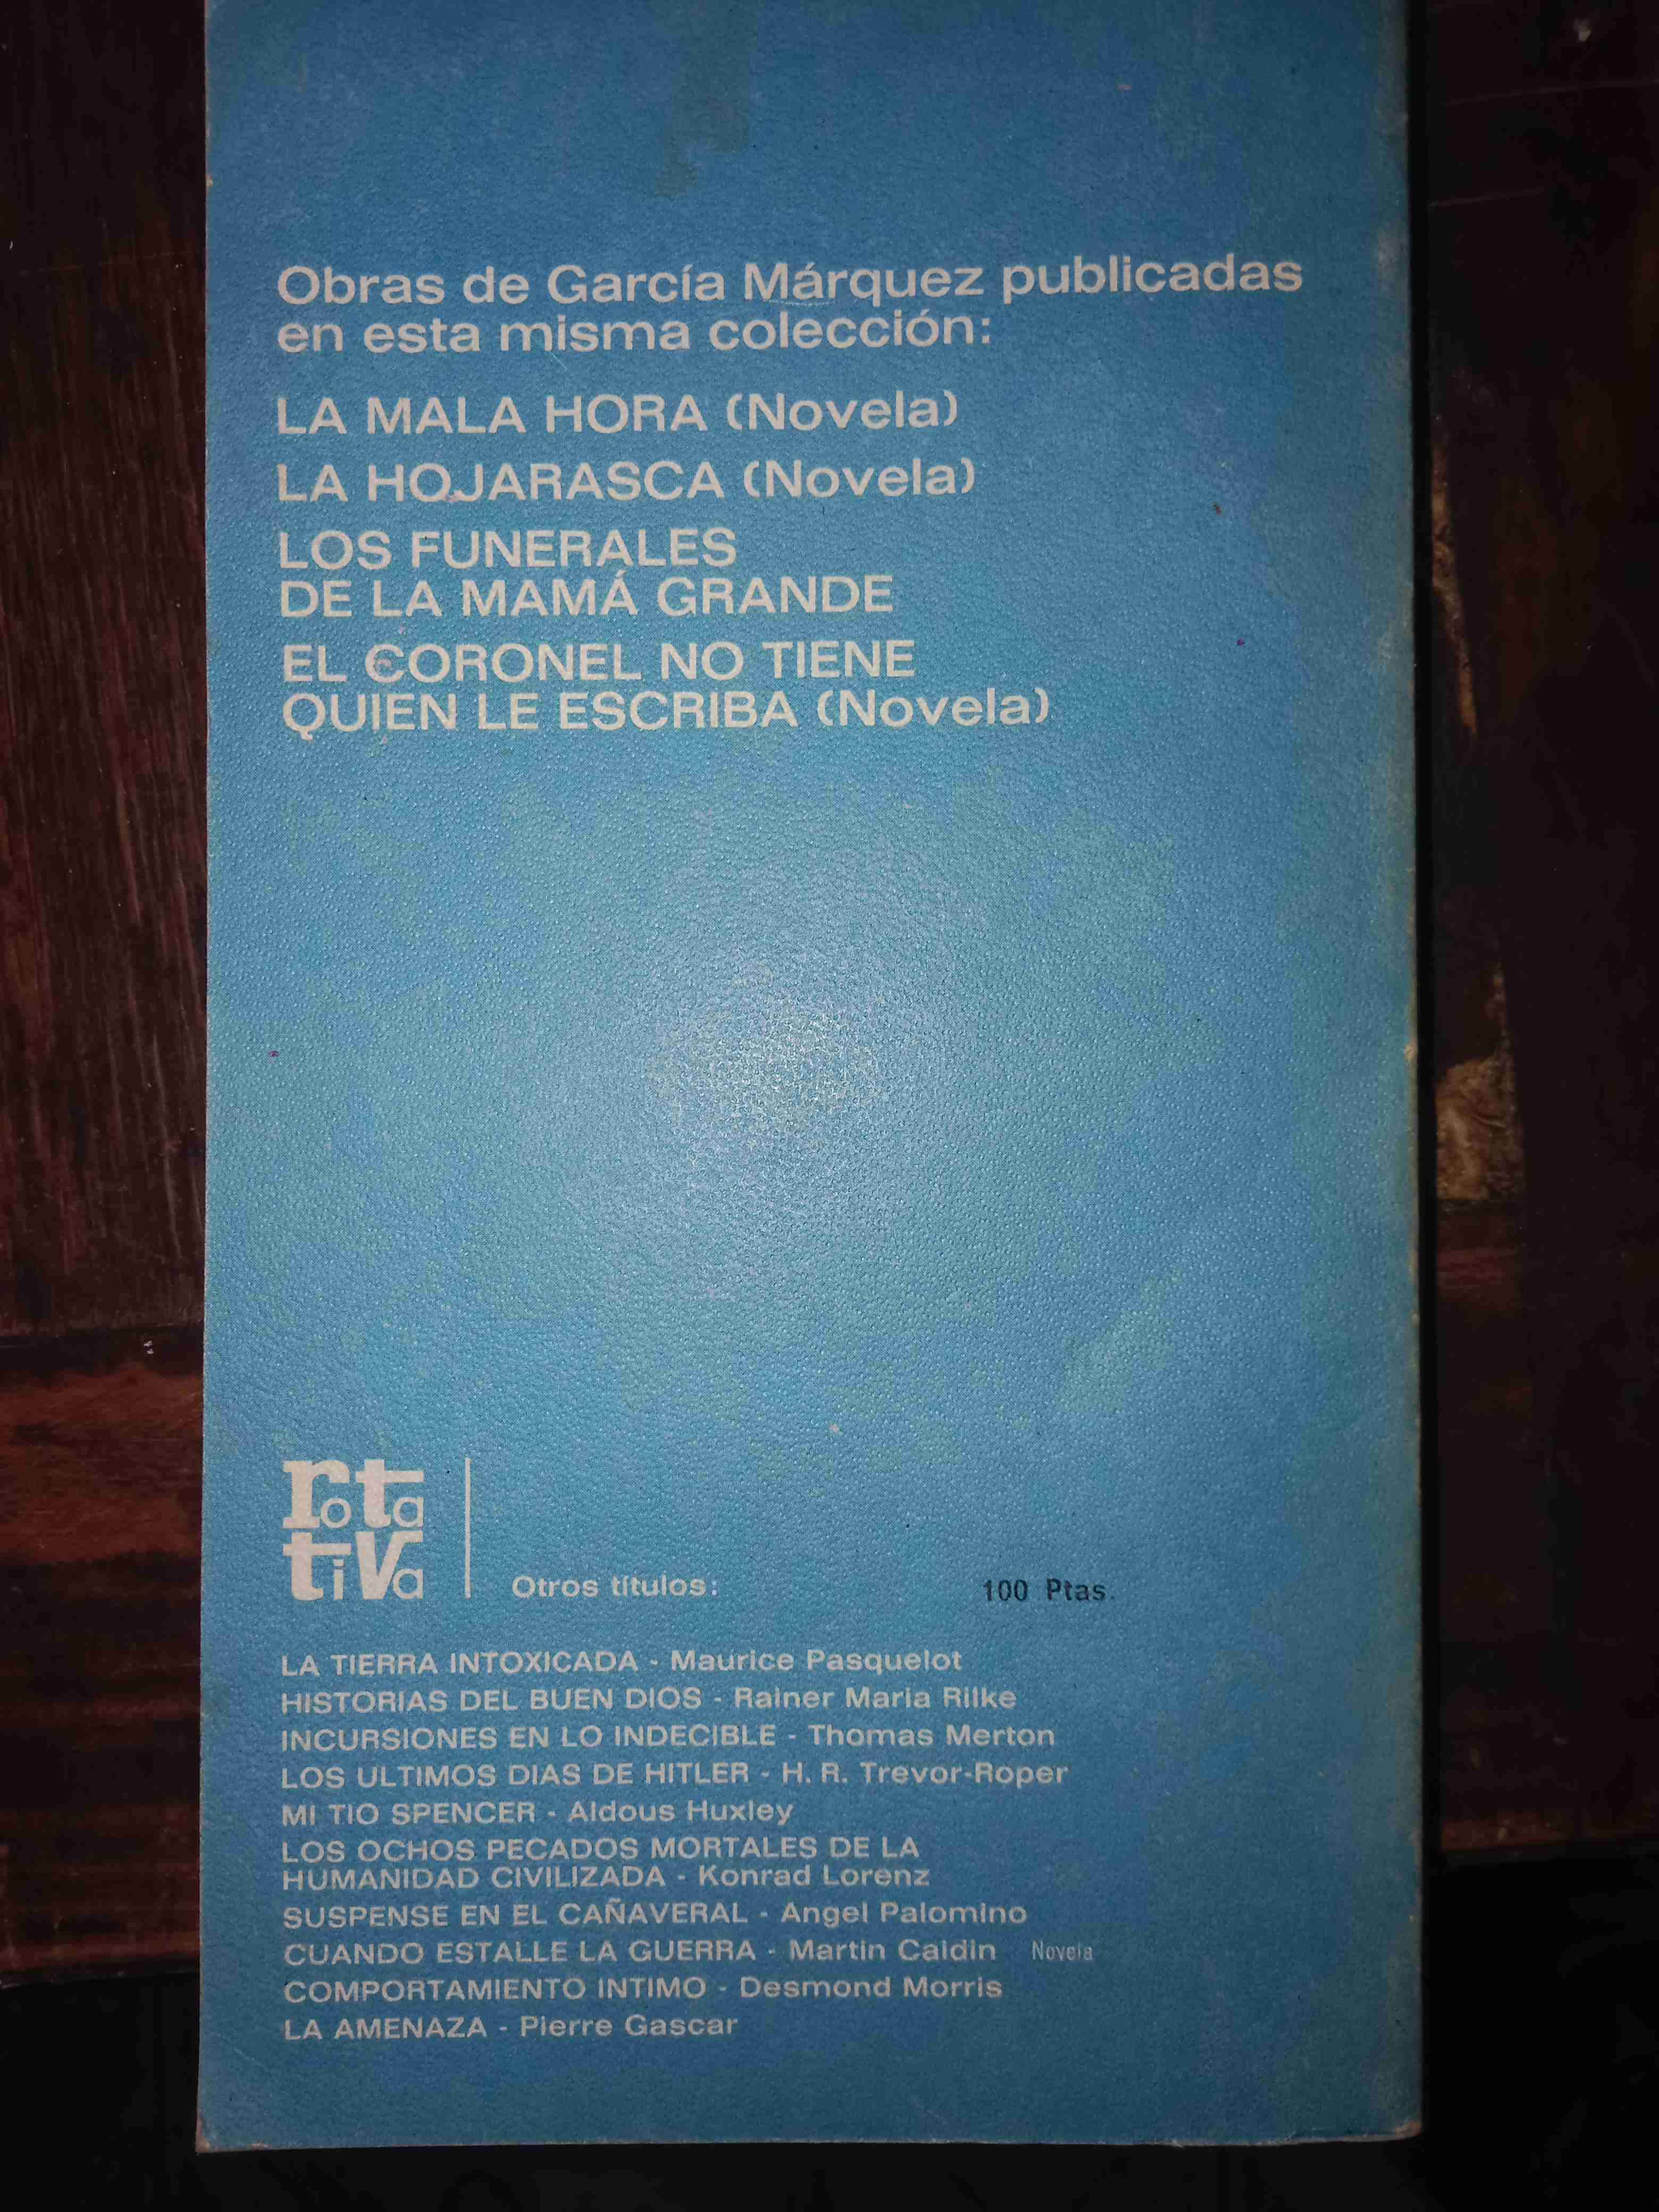 Obras de García Márquez publicadas
en esta misma colección:
LA MALA HORA (Novela)
LA HOJARASCA (Novela)
LOS FUNERALES
DE LA MAMÁ GRANDE
EL CORONEL NO TIENE
QUIEN LE ESCRIBA (Novela)
rota
tiva
Otros títulos:
100 Ptas.
LA TIERRA INTOXICADA - Maurice Pasquelot
HISTORIAS DEL BUEN DIOS - Rainer Maria Rilke
INCURSIONES EN LO INDECIBLE - Thomas Merton
LOS ULTIMOS DIAS DE HITLER - H. R. Trevor-Roper
MI TIO SPENCER - Aldous Huxley
LOS OCHOS PECADOS MORTALES DE LA
HUMANIDAD CIVILIZADA - Konrad Lorenz
SUSPENSE EN EL CAÑAVERAL - Angel Palomino
CUANDO ESTALLE LA GUERRA - Martin Caidin Novela
COMPORTAMIENTO INTIMO - Desmond Morris
LA AMENAZA - Pierre Gascar